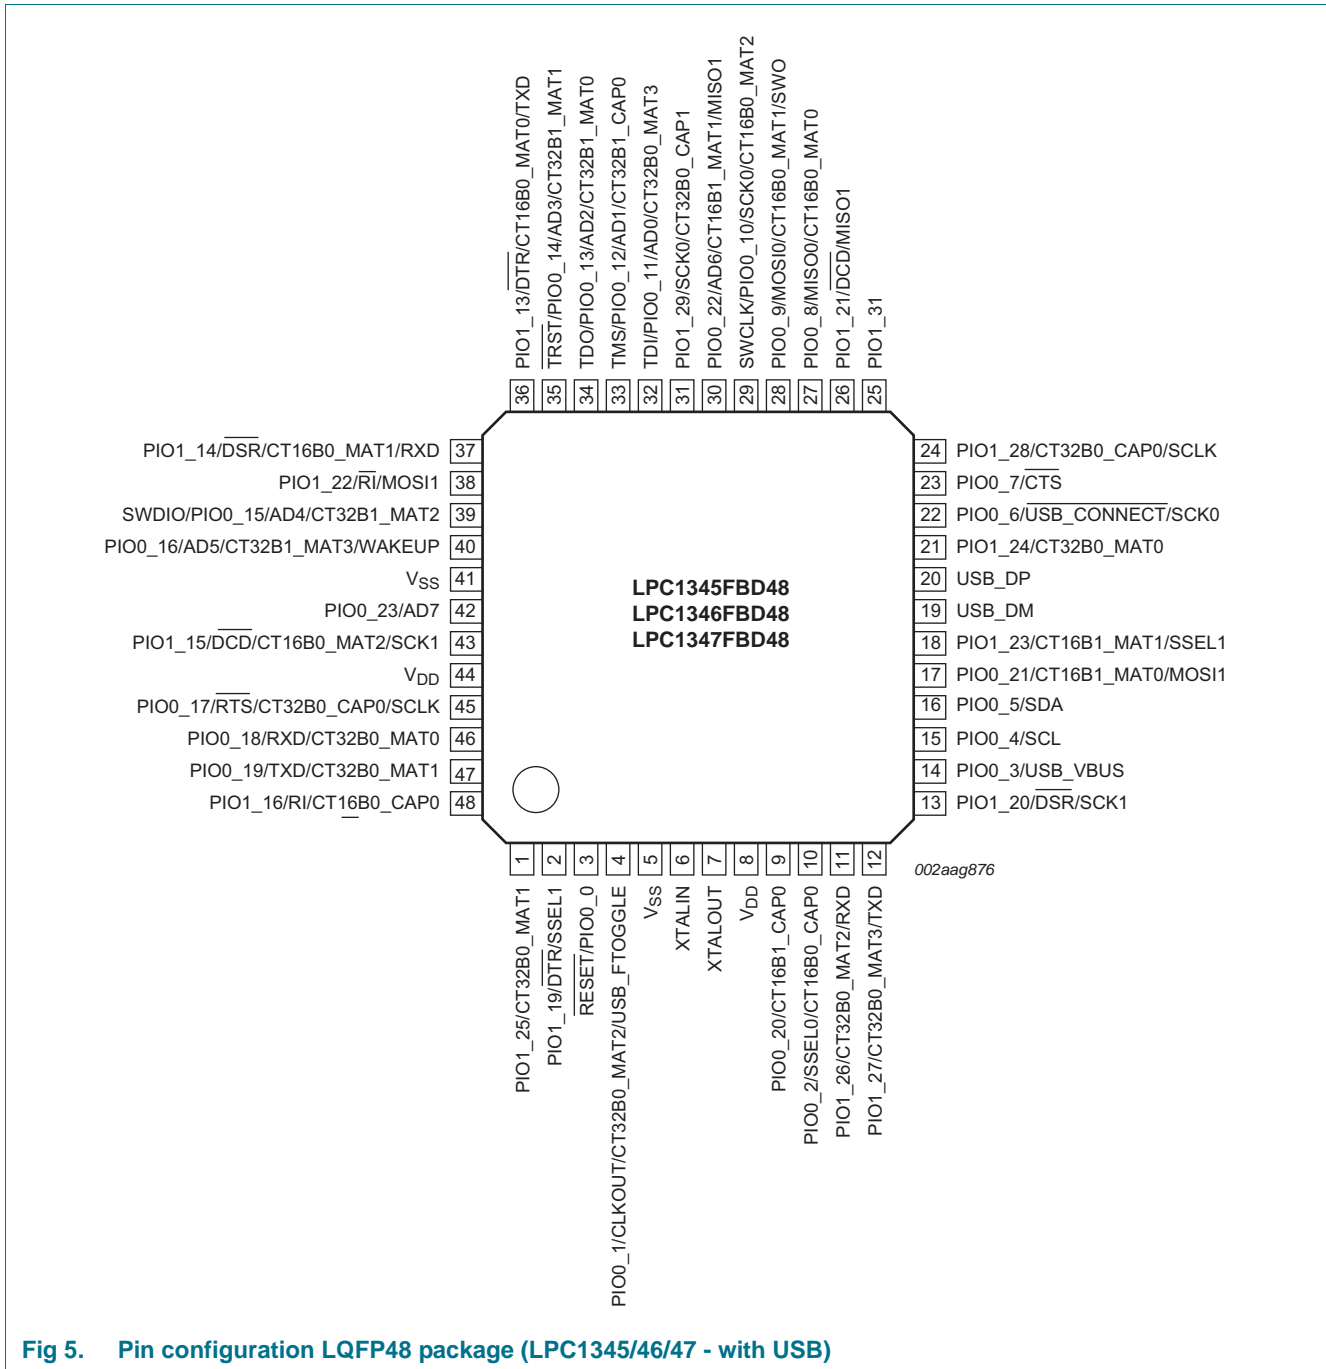 PIO1_13/DTR/CT16B0_MAT0/TXD
TRST/PIO0_14/AD3/CT32B1_MAT1
TDO/PIO0_13/AD2/CT32B1_MAT0
TMS/PIO0_12/AD1/CT32B1_CAP0
TDI/PIO0_11/AD0/CT32B0_MAT3
PIO1_29/SCK0/CT32B0_CAP1
PIO0_22/AD6/CT16B1_MAT1/MISO1
SWCLK/PIO0_10/SCK0/CT16B0_MAT2
PIO0_9/MOSI0/CT16B0_MAT1/SWO
PIO0_8/MISO0/CT16B0_MAT0
PIO1_21/DCD/MISO1
PIO1_31
36 35 34 33 32 31 30 29 28 27 26 25
PIO1_14/DSR/CT16B0_MAT1/RXD 37
PIO1_22/RI/MOSI1 38
SWDIO/PIO0_15/AD4/CT32B1_MAT2 39
PIO0_16/AD5/CT32B1_MAT3/WAKEUP 40
VSS 41
PIO0_23/AD7 42
PIO1_15/DCD/CT16B0_MAT2/SCK1 43
VDD 44
PIO0_17/RTS/CT32B0_CAP0/SCLK 45
PIO0_18/RXD/CT32B0_MAT0 46
PIO0_19/TXD/CT32B0_MAT1 47
PIO1_16/RI/CT16B0_CAP0 48
LPC1345FBD48
LPC1346FBD48
LPC1347FBD48
24 PIO1_28/CT32B0_CAP0/SCLK
23 PIO0_7/CTS
22 PIO0_6/USB_CONNECT/SCK0
21 PIO1_24/CT32B0_MAT0
20 USB_DP
19 USB_DM
18 PIO1_23/CT16B1_MAT1/SSEL1
17 PIO0_21/CT16B1_MAT0/MOSI1
16 PIO0_5/SDA
15 PIO0_4/SCL
14 PIO0_3/USB_VBUS
13 PIO1_20/DSR/SCK1
1 2 3 4 5 6 7 8 9 10 11 12
002aag876
PIO1_25/CT32B0_MAT1
PIO1_19/DTR/SSEL1
RESET/PIO0_0
PIO0_1/CLKOUT/CT32B0_MAT2/USB_FTOGGLE
VSS
XTALIN
XTALOUT
VDD
PIO0_20/CT16B1_CAP0
PIO0_2/SSEL0/CT16B0_CAP0
PIO1_26/CT32B0_MAT2/RXD
PIO1_27/CT32B0_MAT3/TXD
Fig 5. Pin configuration LQFP48 package (LPC1345/46/47 - with USB)